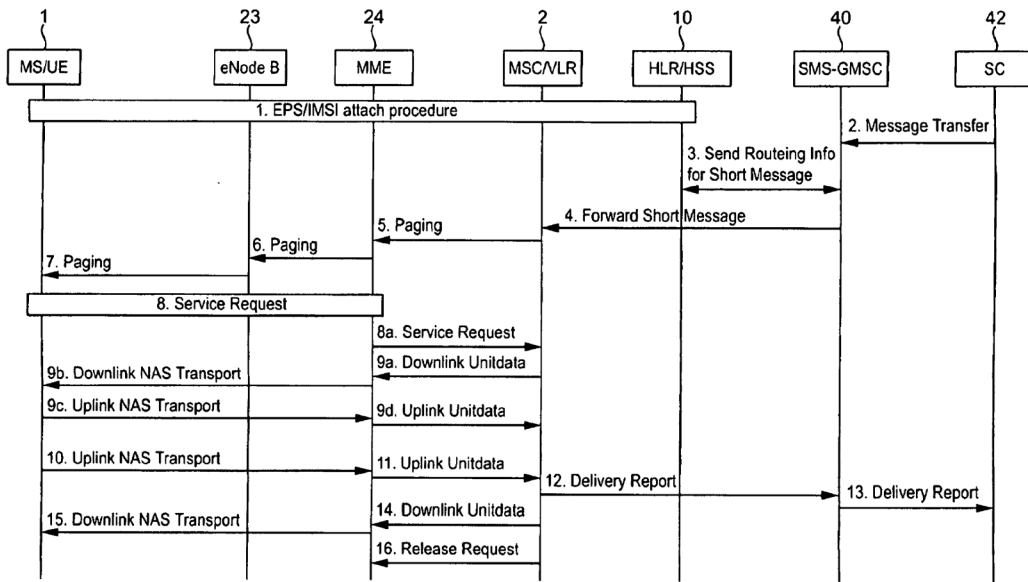 1 23 24 2 10 40 42
MS/UE eNode B MME MSC/VLR HLR/HSS SMS-GMSC SC
1. EPS/IMSI attach procedure
2. Message Transfer
3. Send Routeing Info
for Short Message
4. Forward Short Message
5. Paging
6. Paging
7. Paging
8. Service Request
8a. Service Request
9a. Downlink Unitdata
9b. Downlink NAS Transport
9c. Uplink NAS Transport
9d. Uplink Unitdata
10. Uplink NAS Transport
11. Uplink Unitdata
12. Delivery Report
13. Delivery Report
14. Downlink Unitdata
15. Downlink NAS Transport
16. Release Request